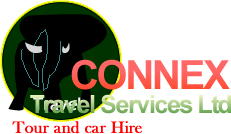 CONNEX
Travel Services Ltd
Tour and car Hire